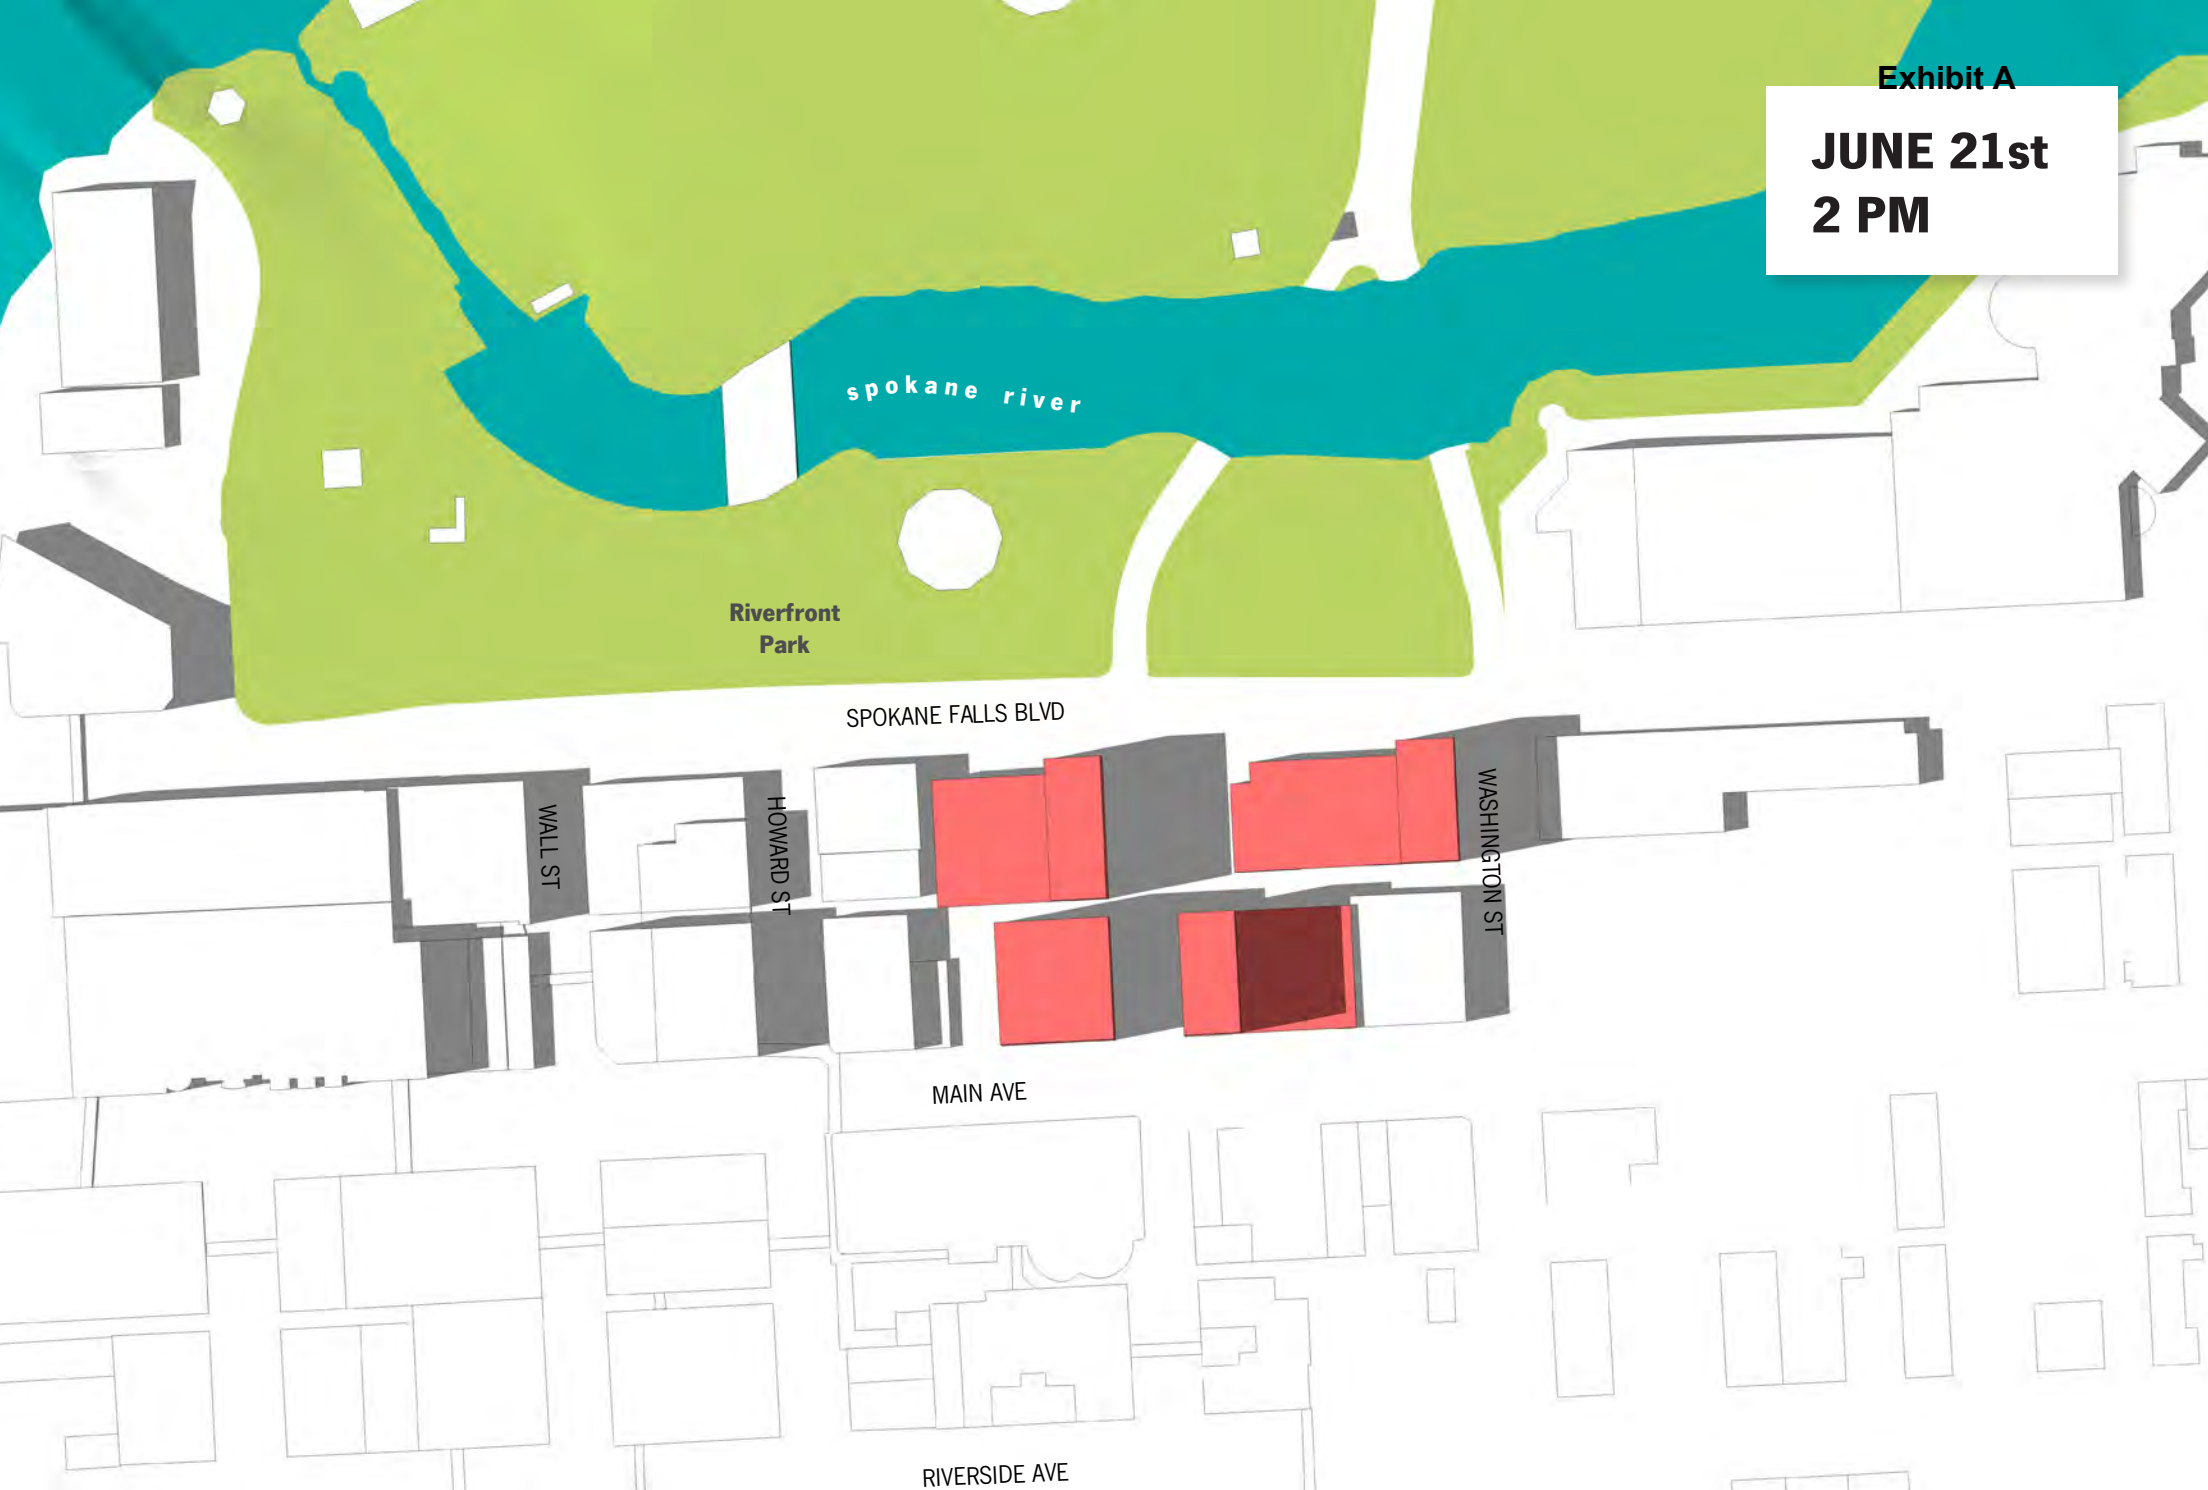 Exhibit A
JUNE 21st
2 PM
spokane river
Riverfront
Park
SPOKANE FALLS BLVD
WALL ST
HOWARD ST
WASHINGTON ST
MAIN AVE
RIVERSIDE AVE